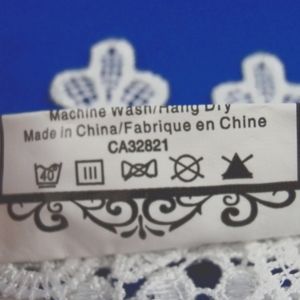 Machine Wash/Hang Dry
Made in China/Fabrique en Chine
CA32821
40